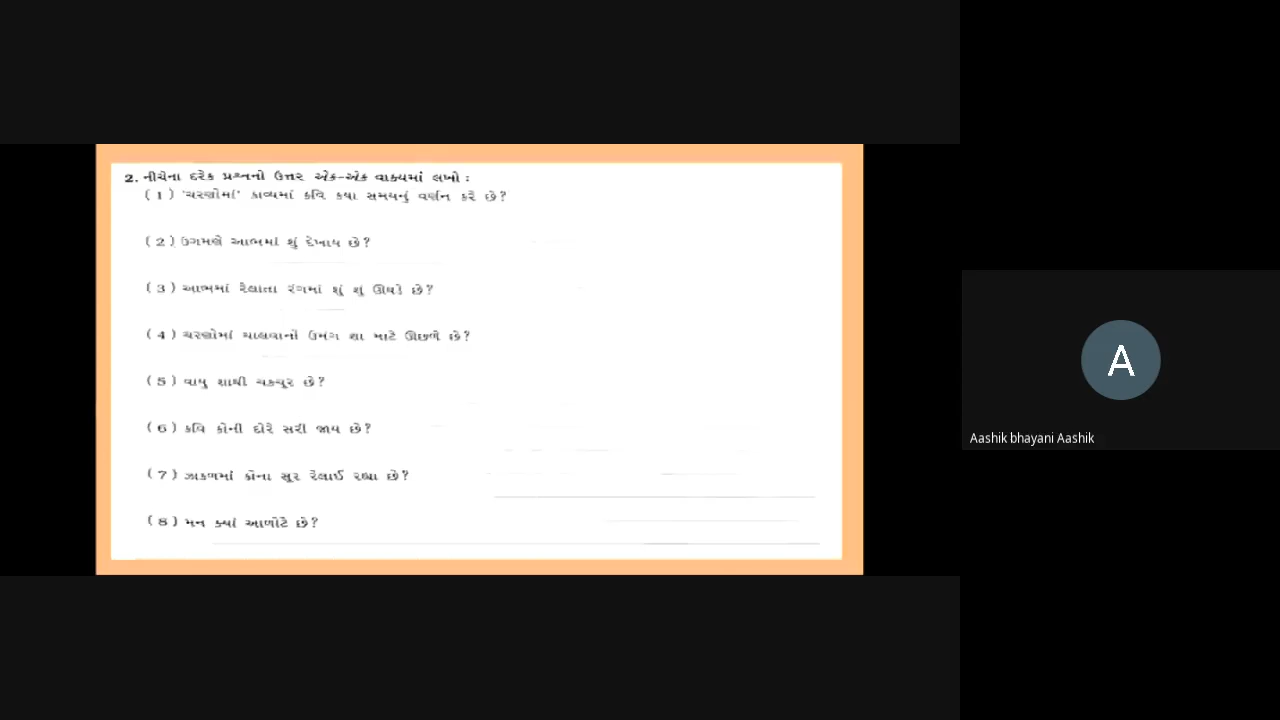 2. નીચેના દરેક પ્રશ્નનો ઉત્તર એક-એક વાક્યમાં લખો :
(1) 'ચરણોમાં' કાવ્યમાં કવિ કયા સમયનું વર્ણન કરે છે?
(2) ઉગમણે આભમાં શું દેખાય છે?
(3) આભમાં રેલાતા રંગમાં શું શું ઊઘડે છે?
(4) ચરણોમાં ચાલવાનો ઉમંગ શા માટે ઊછળે છે?
(5) વાયુ શાથી ચકચૂર છે?
(6) કવિ કોની દોરે સરી જાય છે?
(7) ઝાકળમાં કોના સૂર રેલાઈ રહ્યા છે?
(8) મન ક્યાં આળોટે છે?
A
Aashik bhayani Aashik